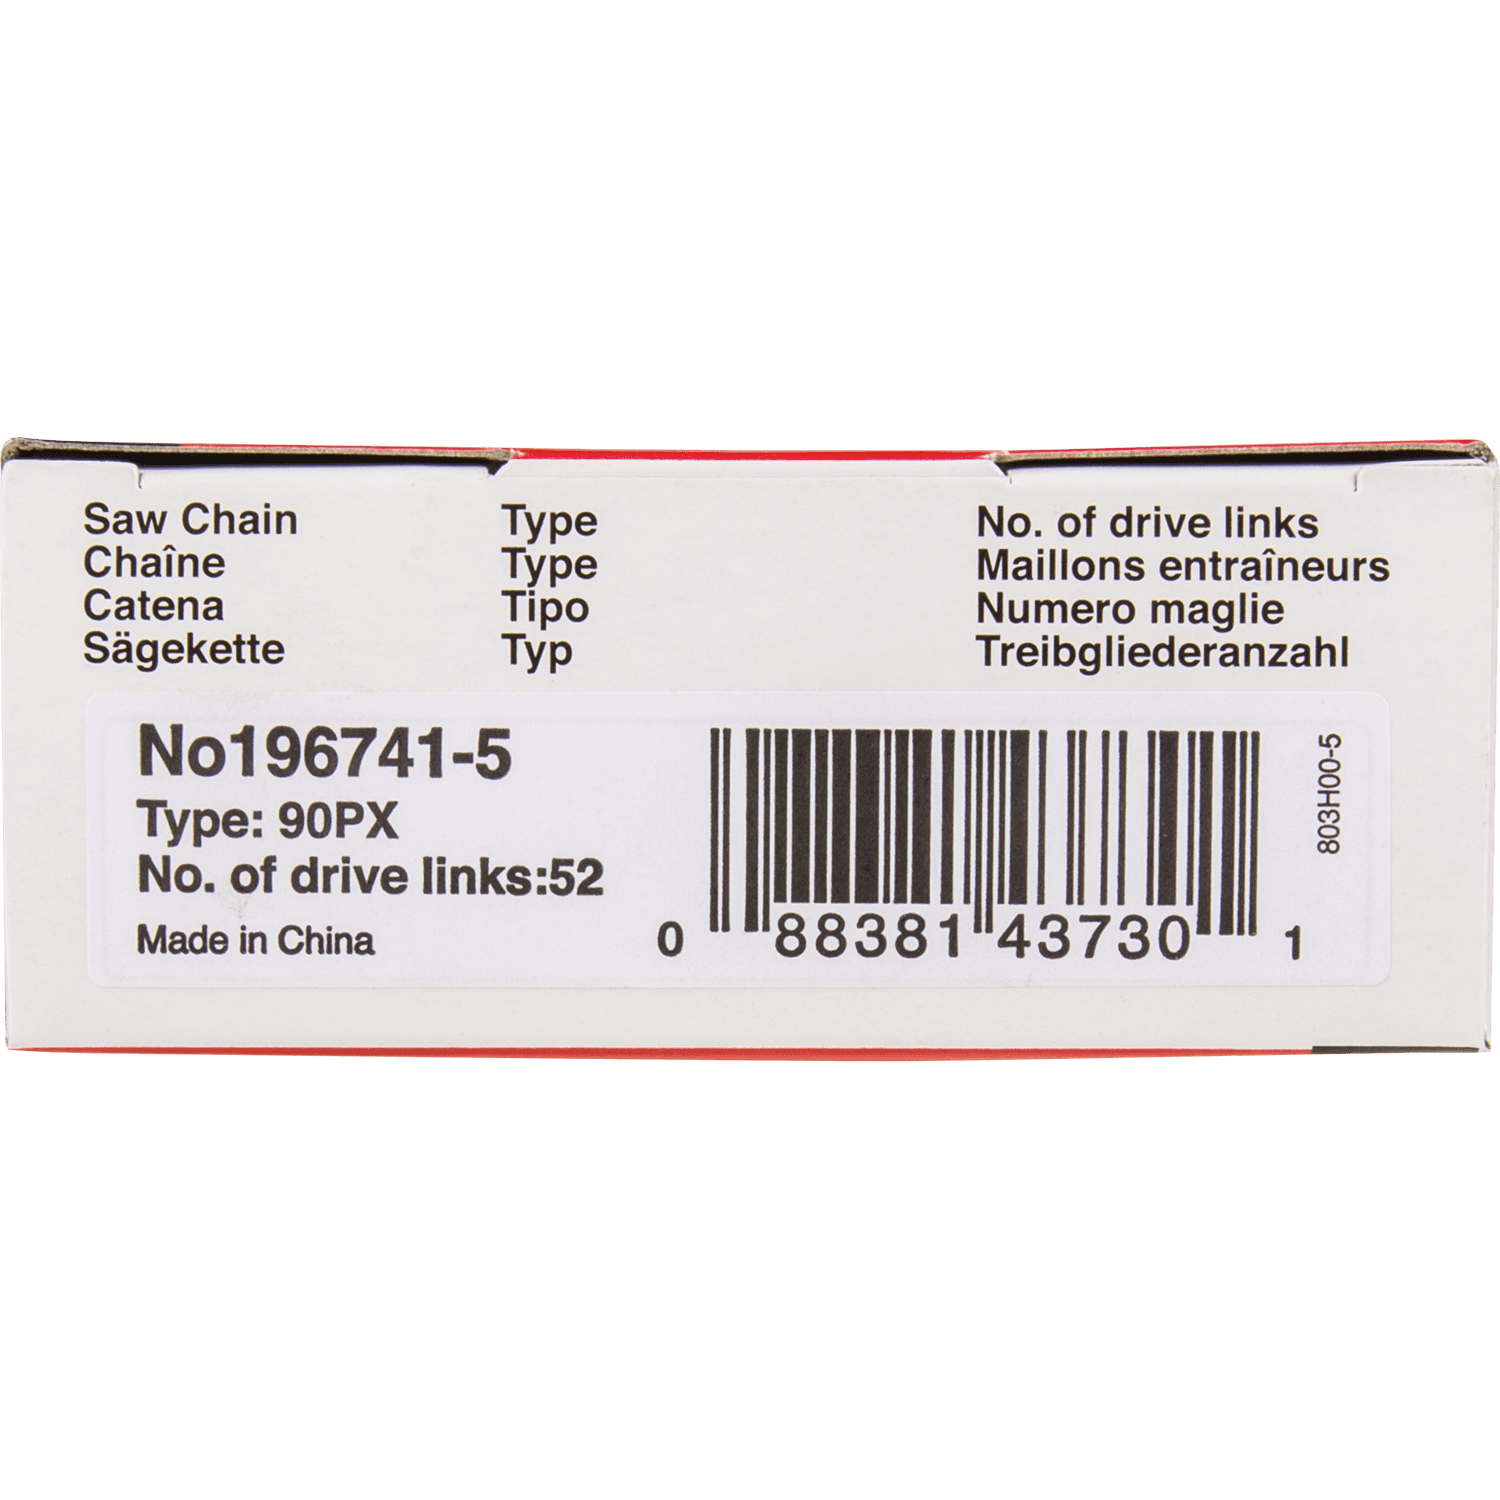 Saw Chain Type No. of drive links
Chaîne Type Maillons entraîneurs
Catena Tipo Numero maglie
Sägekette Typ Treibgliederanzahl
No196741-5
Type: 90PX
No. of drive links:52
Made in China
0 88381 43730 1
803H00-5